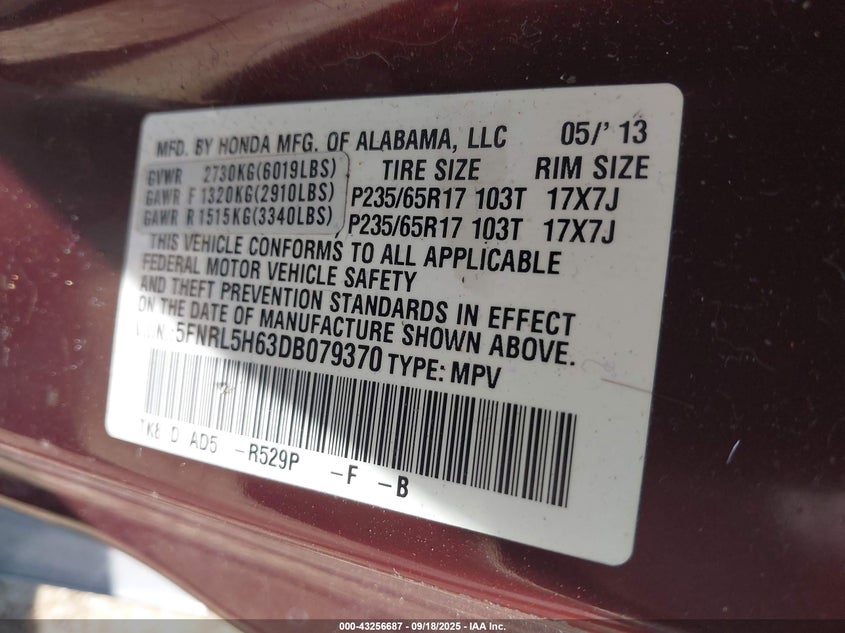 MFD. BY HONDA MFG. OF ALABAMA, LLC 05/' 13
GVWR 2730KG(6019LBS) TIRE SIZE RIM SIZE
GAWR F 1320KG(2910LBS) P235/65R17 103T 17X7J
GAWR R 1515KG(3340LBS) P235/65R17 103T 17X7J
THIS VEHICLE CONFORMS TO ALL APPLICABLE
FEDERAL MOTOR VEHICLE SAFETY
AND THEFT PREVENTION STANDARDS IN EFFECT
ON THE DATE OF MANUFACTURE SHOWN ABOVE.
5FNRL5H63DB079370 TYPE: MPV
TK8 D AD5 -R529P -F -B
000-43256687 - 09/18/2025 - IAA Inc.